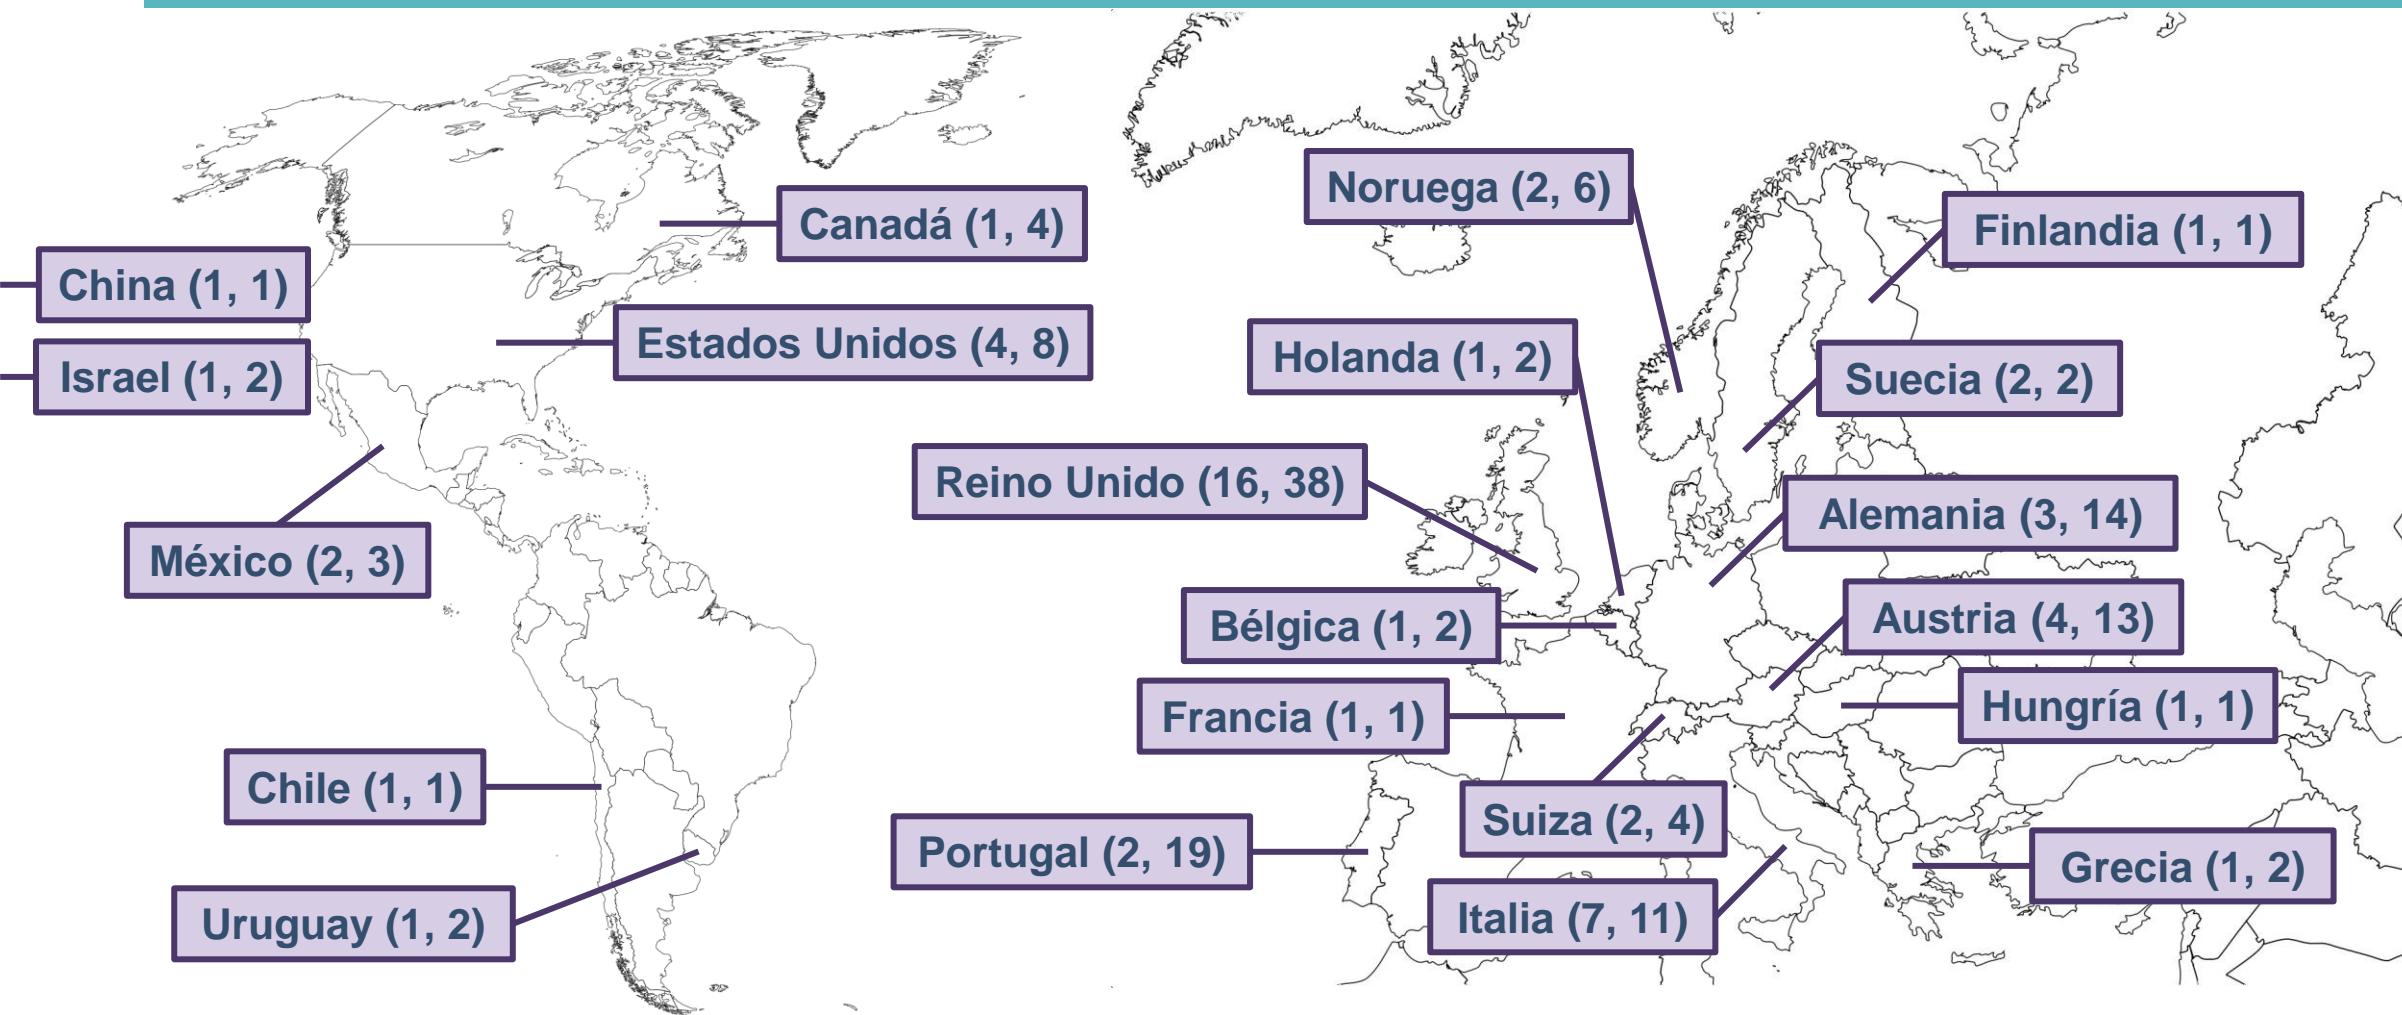 Canadá (1, 4)
China (1, 1)
Estados Unidos (4, 8)
Israel (1, 2)
México (2, 3)
Chile (1, 1)
Uruguay (1, 2)
Noruega (2, 6)
Finlandia (1, 1)
Holanda (1, 2)
Suecia (2, 2)
Reino Unido (16, 38)
Alemania (3, 14)
Bélgica (1, 2)
Austria (4, 13)
Francia (1, 1)
Hungría (1, 1)
Suiza (2, 4)
Portugal (2, 19)
Grecia (1, 2)
Italia (7, 11)